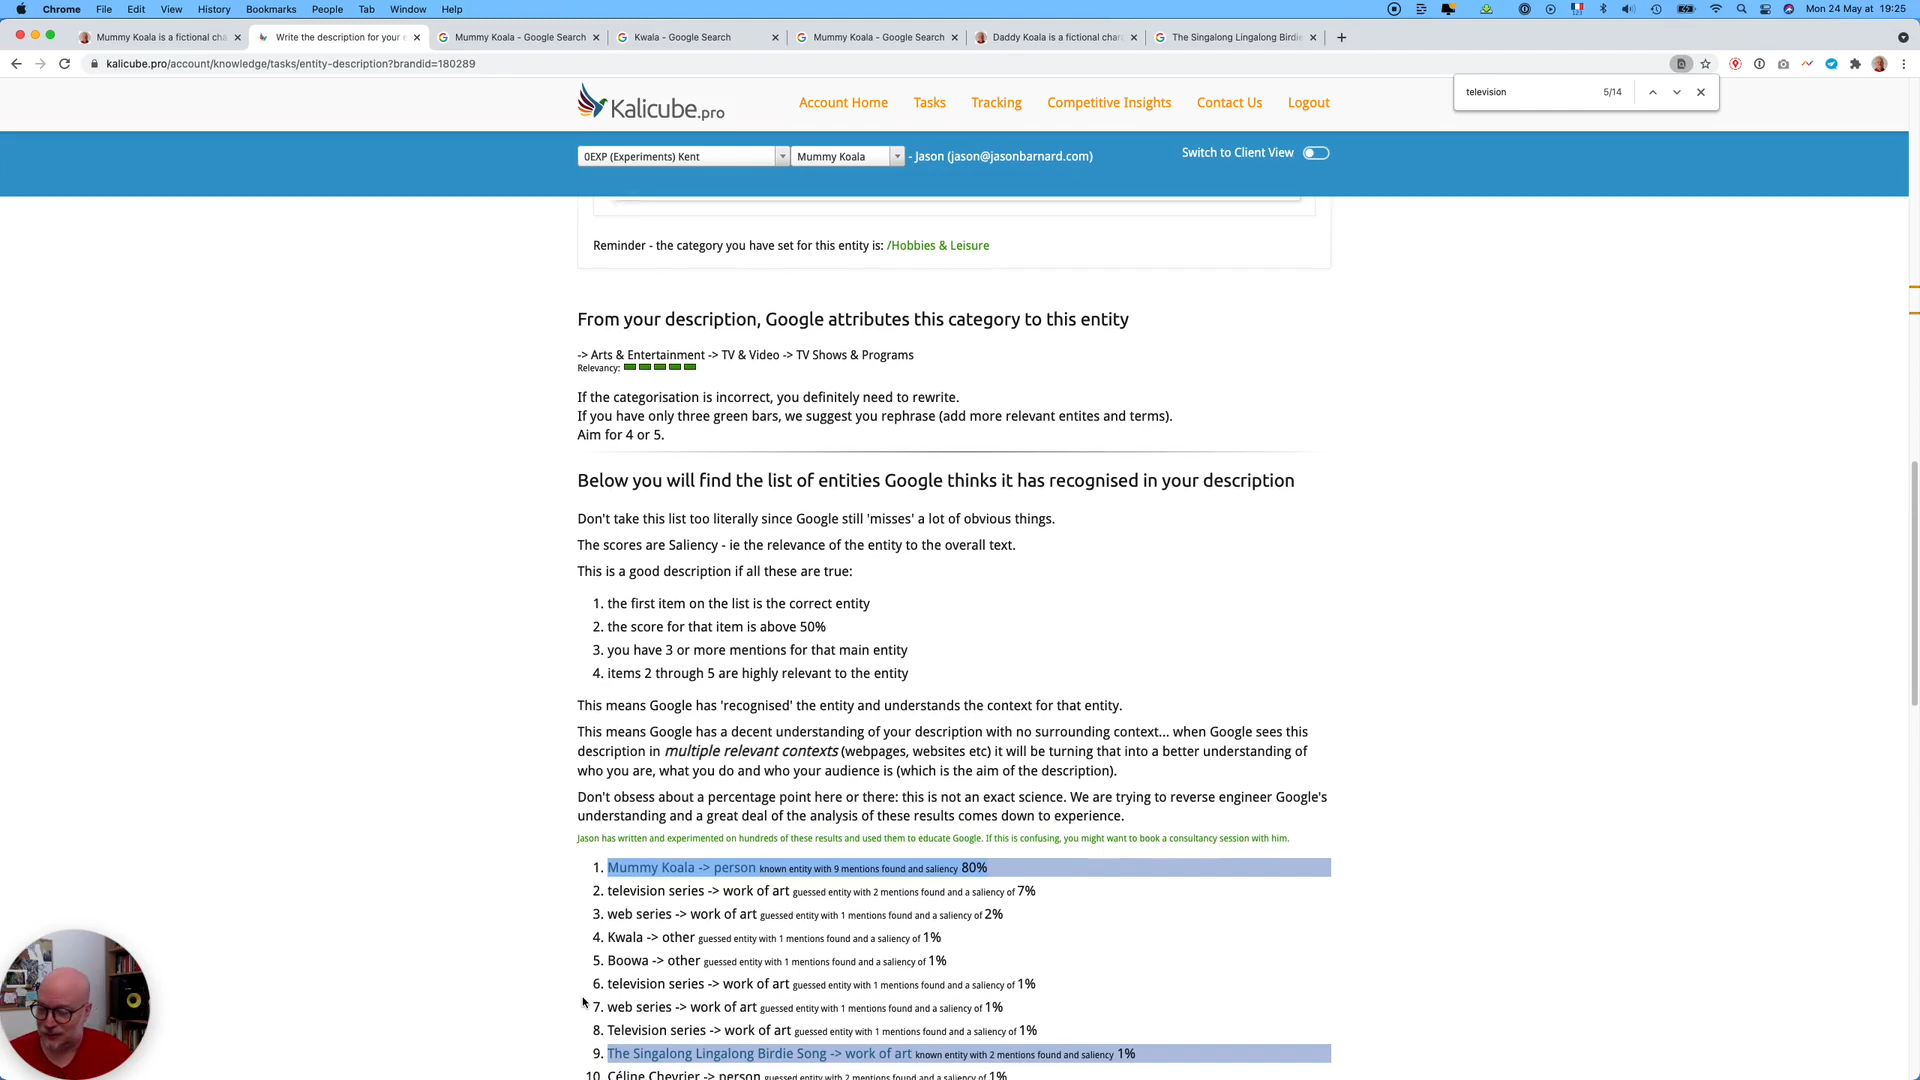 Chrome File Edit View History Bookmarks People Tab Window Help Mon 24 May at 19:25
Mummy Koala is a fictional cha Write the description for your e Mummy Koala - Google Search Kwala - Google Search Mummy Koala - Google Search Daddy Koala is a fictional charac The Singalong Lingalong Birdie
kalicube.pro/account/knowledge/tasks/entity-description?brandid=180289
television 5/14
Kalicube.pro
Account Home Tasks Tracking Competitive Insights Contact Us Logout
0EXP (Experiments) Kent Mummy Koala - Jason (jason@jasonbarnard.com) Switch to Client View
Reminder - the category you have set for this entity is: /Hobbies & Leisure
From your description, Google attributes this category to this entity
-> Arts & Entertainment -> TV & Video -> TV Shows & Programs
Relevancy:
If the categorisation is incorrect, you definitely need to rewrite.
If you have only three green bars, we suggest you rephrase (add more relevant entites and terms).
Aim for 4 or 5.
Below you will find the list of entities Google thinks it has recognised in your description
Don't take this list too literally since Google still 'misses' a lot of obvious things.
The scores are Saliency - ie the relevance of the entity to the overall text.
This is a good description if all these are true:
1. the first item on the list is the correct entity
2. the score for that item is above 50%
3. you have 3 or more mentions for that main entity
4. items 2 through 5 are highly relevant to the entity
This means Google has 'recognised' the entity and understands the context for that entity.
This means Google has a decent understanding of your description with no surrounding context... when Google sees this
description in multiple relevant contexts (webpages, websites etc) it will be turning that into a better understanding of
who you are, what you do and who your audience is (which is the aim of the description).
Don't obsess about a percentage point here or there: this is not an exact science. We are trying to reverse engineer Google's
understanding and a great deal of the analysis of these results comes down to experience.
Jason has written and experimented on hundreds of these results and used them to educate Google. If this is confusing, you might want to book a consultancy session with him.
1. Mummy Koala -> person known entity with 9 mentions found and saliency 80%
2. television series -> work of art guessed entity with 2 mentions found and a saliency of 7%
3. web series -> work of art guessed entity with 1 mentions found and a saliency of 2%
4. Kwala -> other guessed entity with 1 mentions found and a saliency of 1%
5. Boowa -> other guessed entity with 1 mentions found and a saliency of 1%
6. television series -> work of art guessed entity with 1 mentions found and a saliency of 1%
7. web series -> work of art guessed entity with 1 mentions found and a saliency of 1%
8. Television series -> work of art guessed entity with 1 mentions found and a saliency of 1%
9. The Singalong Lingalong Birdie Song -> work of art known entity with 2 mentions found and saliency 1%
10. Céline Chevrier -> person guessed entity with 2 mentions found and a saliency of 1%